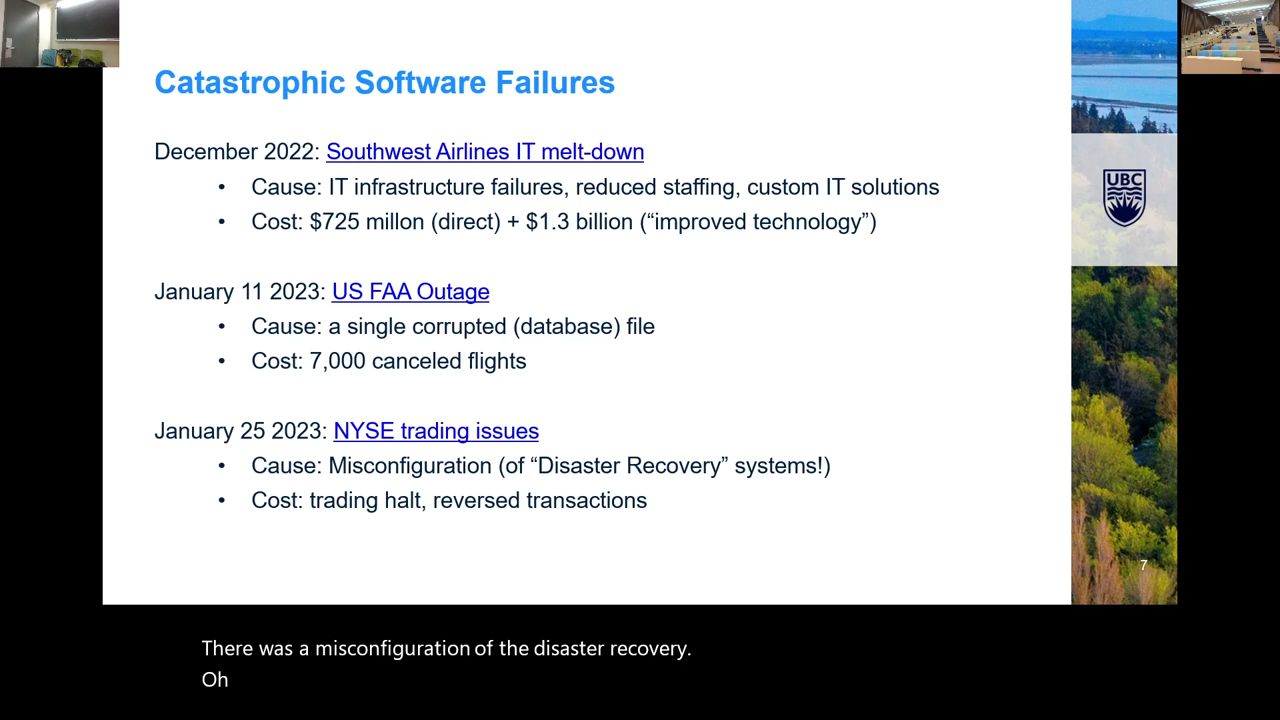 Catastrophic Software Failures
December 2022: Southwest Airlines IT melt-down
• Cause: IT infrastructure failures, reduced staffing, custom IT solutions
• Cost: $725 millon (direct) + $1.3 billion (“improved technology”)
January 11 2023: US FAA Outage
• Cause: a single corrupted (database) file
• Cost: 7,000 canceled flights
January 25 2023: NYSE trading issues
• Cause: Misconfiguration (of “Disaster Recovery” systems!)
• Cost: trading halt, reversed transactions
UBC
7
There was a misconfiguration of the disaster recovery.
Oh